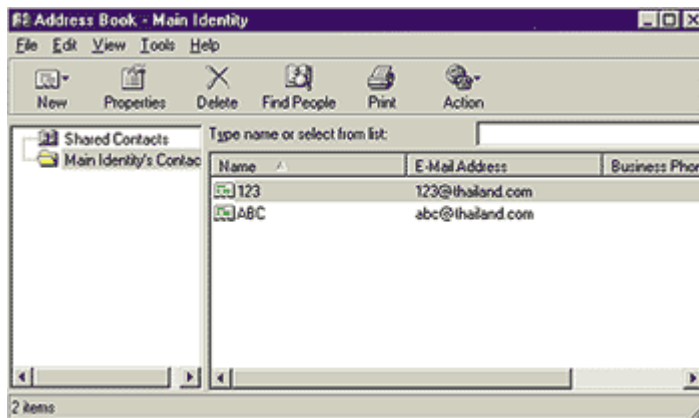 Address Book - Main Identity
File Edit View Tools Help
New Properties Delete Find People Print Action
Shared Contacts
Main Identity's Contac
Type name or select from list:
Name E-Mail Address Business Phon
123 123@thailand.com
ABC abc@thailand.com
2 items